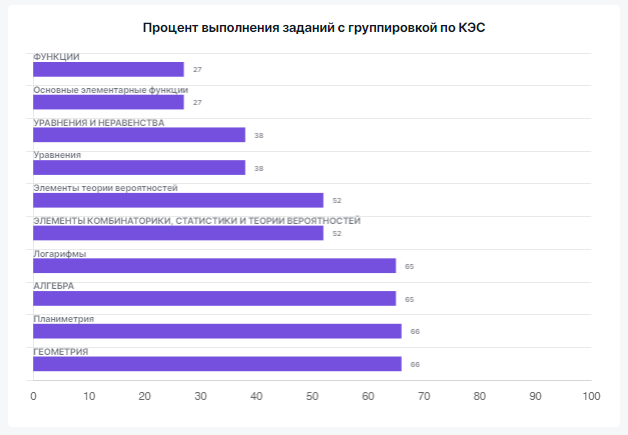 Процент выполнения заданий с группировкой по КЭС
ФУНКЦИИ
27
Основные элементарные функции
27
УРАВНЕНИЯ И НЕРАВЕНСТВА
38
Уравнения
38
Элементы теории вероятностей
52
ЭЛЕМЕНТЫ КОМБИНАТОРИКИ, СТАТИСТИКИ И ТЕОРИИ ВЕРОЯТНОСТЕЙ
52
Логарифмы
65
АЛГЕБРА
65
Планиметрия
66
ГЕОМЕТРИЯ
66
0 10 20 30 40 50 60 70 80 90 100